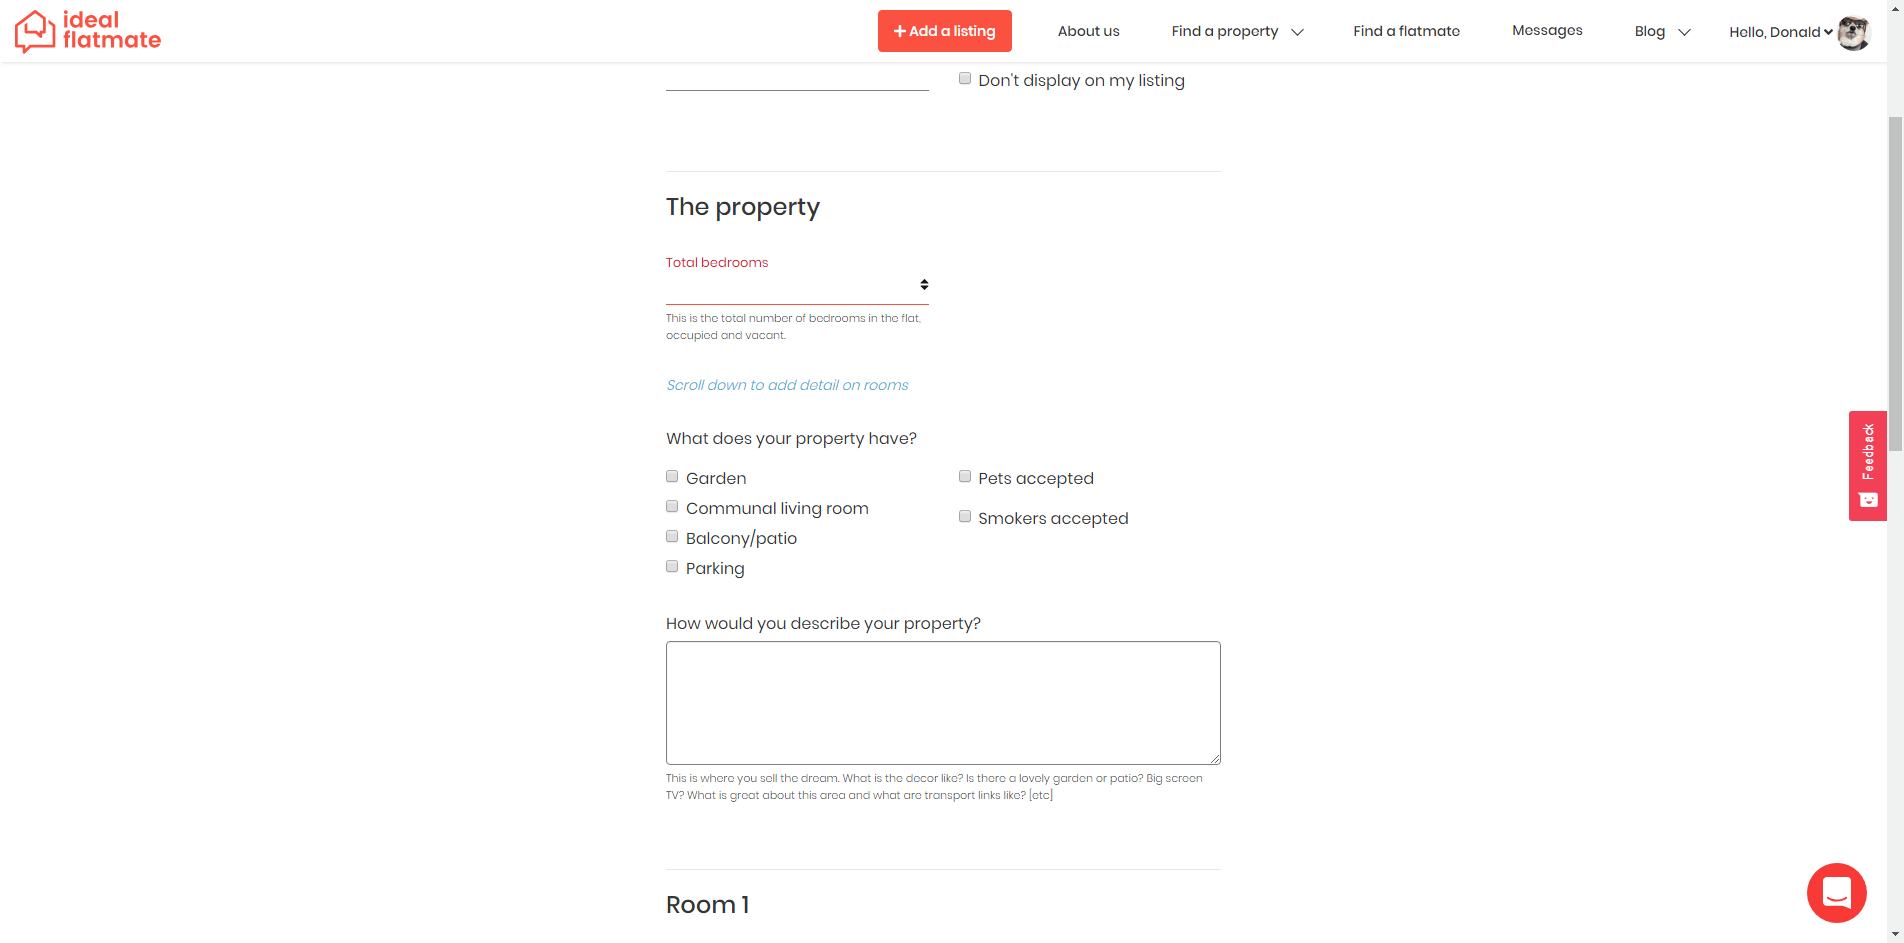 ideal
flatmate
+ Add a listing
About us
Find a property
Find a flatmate
Messages
Blog
Hello, Donald
Don't display on my listing
The property
Total bedrooms
This is the total number of bedrooms in the flat,
occupied and vacant.
Scroll down to add detail on rooms
What does your property have?
Garden
Pets accepted
Communal living room
Smokers accepted
Balcony/patio
Parking
Feedback
How would you describe your property?
This is where you sell the dream. What is the decor like? Is there a lovely garden or patio? Big screen
TV? What is great about this area and what are transport links like? [etc]
Room 1